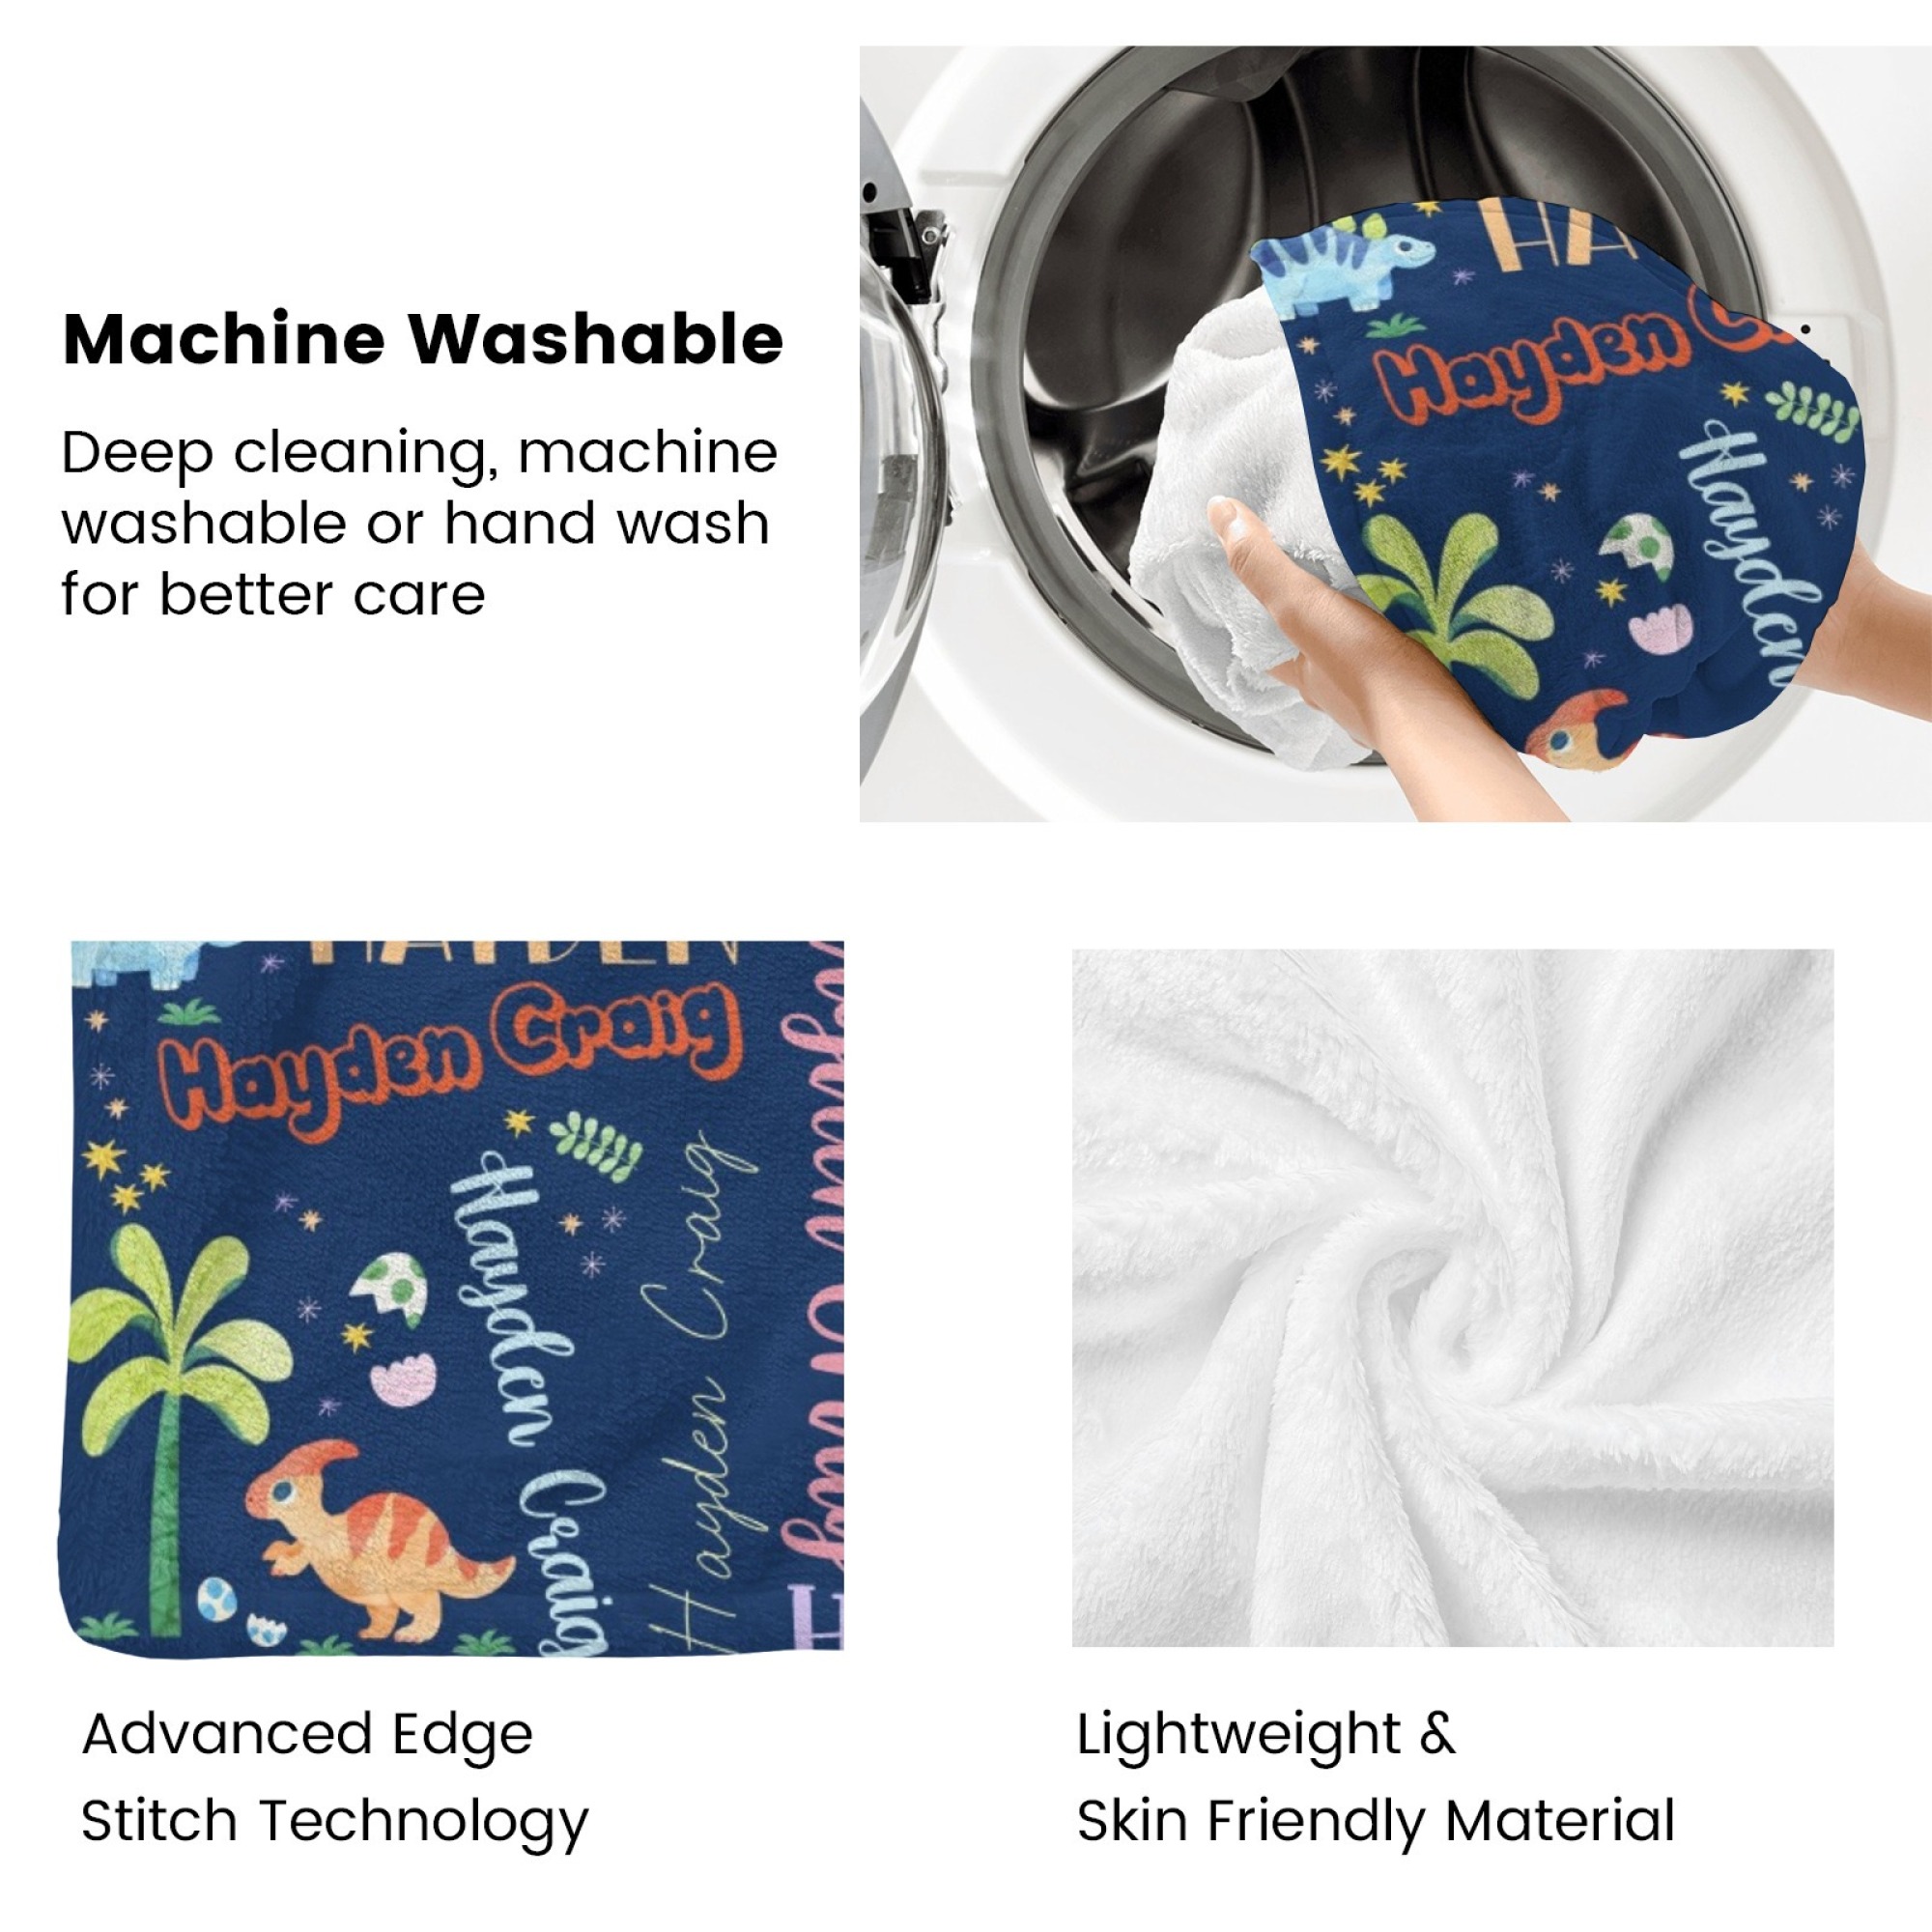 Machine Washable
Deep cleaning, machine
washable or hand wash
for better care
HA
Hayden C
Hayden
HAYDEN
Hayden Craig
Hayden Craig
Hayden Craig
Advanced Edge
Stitch Technology
Lightweight &
Skin Friendly Material